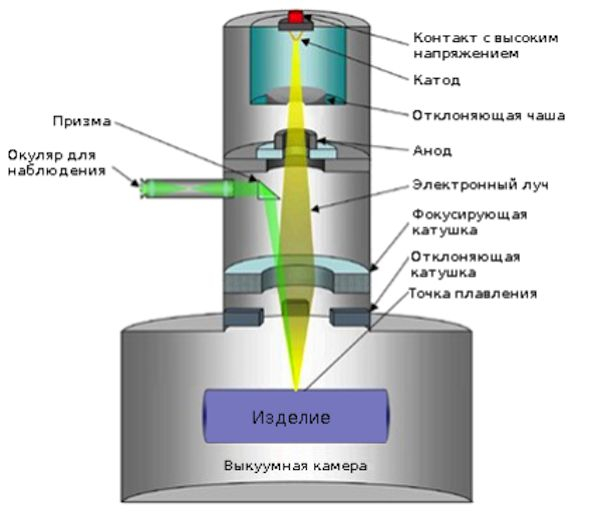 Контакт с высоким
напряжением
Катод
Отклоняющая чаша
Призма
Анод
Окуляр для
наблюдения
Электронный луч
Фокусирующая
катушка
Отклоняющая
катушка
Точка плавления
Изделие
Выкуумная камера